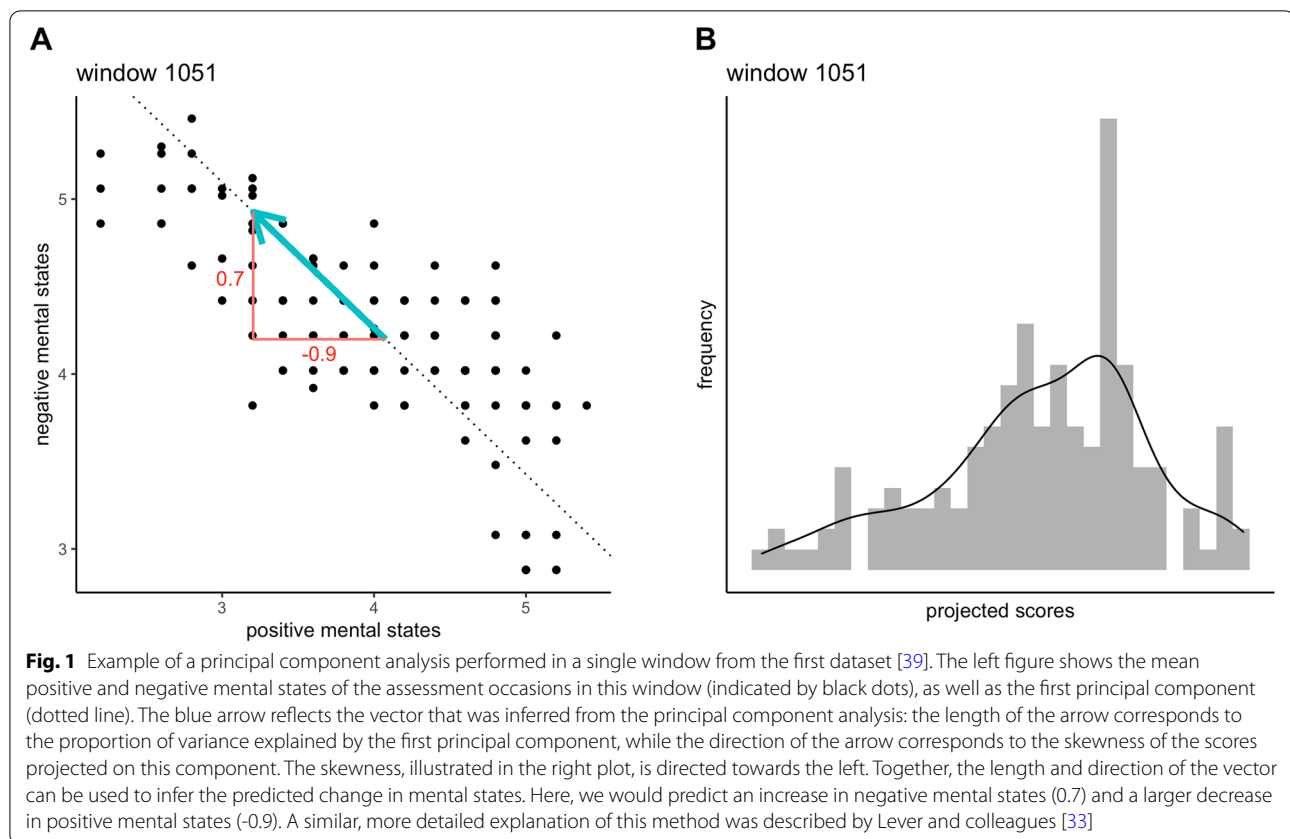 A
window 1051
5
4
3
negative mental states
0.7
-0.9
3 4 5
positive mental states
B
window 1051
frequency
projected scores
Fig. 1 Example of a principal component analysis performed in a single window from the first dataset [39]. The left figure shows the mean
positive and negative mental states of the assessment occasions in this window (indicated by black dots), as well as the first principal component
(dotted line). The blue arrow reflects the vector that was inferred from the principal component analysis: the length of the arrow corresponds to
the proportion of variance explained by the first principal component, while the direction of the arrow corresponds to the skewness of the scores
projected on this component. The skewness, illustrated in the right plot, is directed towards the left. Together, the length and direction of the vector
can be used to infer the predicted change in mental states. Here, we would predict an increase in negative mental states (0.7) and a larger decrease
in positive mental states (-0.9). A similar, more detailed explanation of this method was described by Lever and colleagues [33]